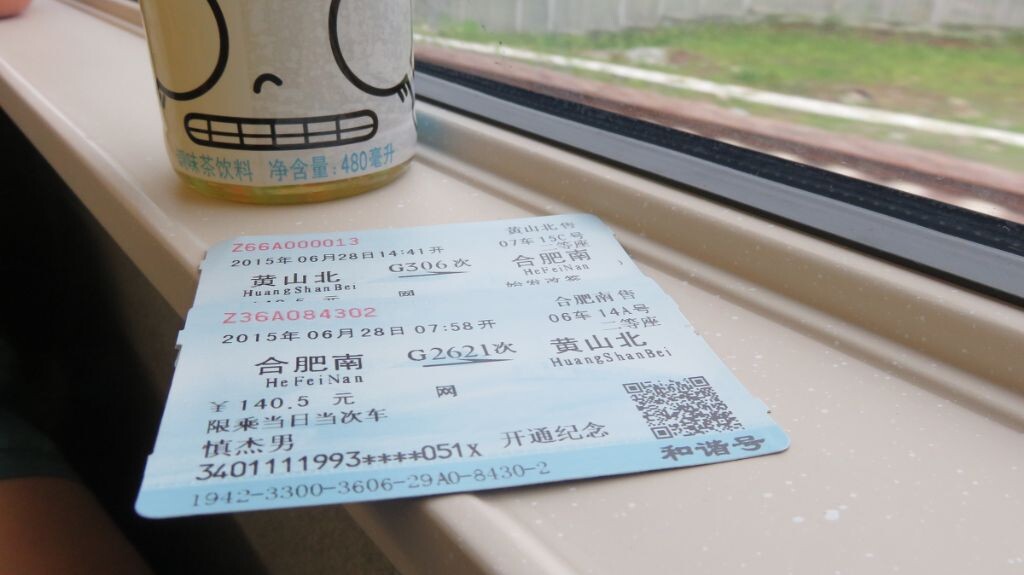 味茶饮料 净含量:480毫升
Z66A000013
黄山北售
2015年06月28日14:41开
07车15C号
二等座
黄山北
G306次
合肥南
HuangShanBei
HeFeiNan
元
网
始发改签
Z36A084302
合肥南售
2015年06月28日07:58开
06车14A号
二等座
合肥南
G2621次
黄山北
HeFeiNan
HuangShanBei
￥140.5元
网
限乘当日当次车
慎杰男
开通纪念
3401111993****051X
和谐号
1942-3300-3606-29A0-8430-2